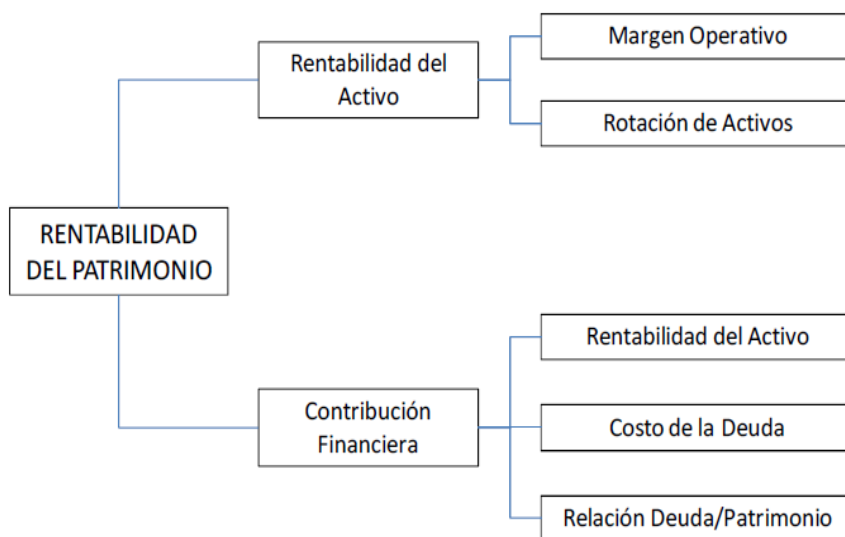 Margen Operativo
Rentabilidad del
Activo
Rotación de Activos
RENTABILIDAD
DEL PATRIMONIO
Rentabilidad del Activo
Contribución
Financiera
Costo de la Deuda
Relación Deuda/Patrimonio